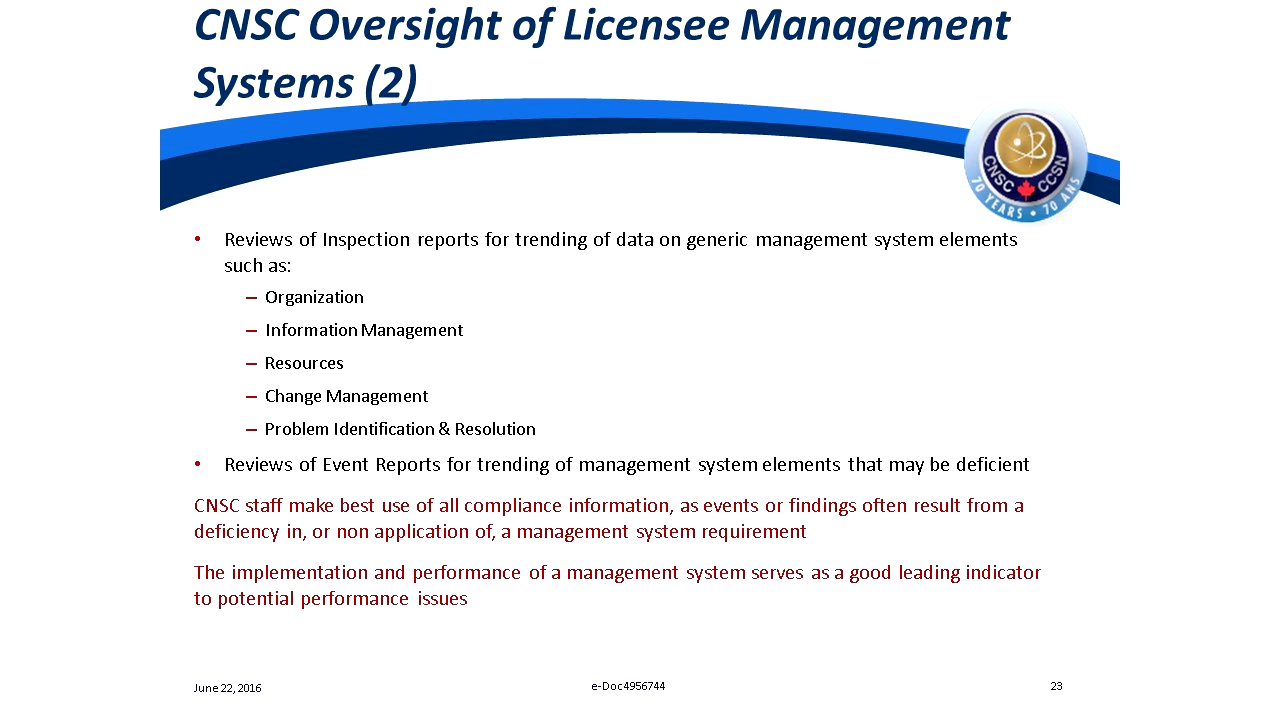 CNSC Oversight of Licensee Management
Systems (2)
CNSC CCSN
70 YEARS • 70 ANS
• Reviews of Inspection reports for trending of data on generic management system elements
such as:
– Organization
– Information Management
– Resources
– Change Management
– Problem Identification & Resolution
• Reviews of Event Reports for trending of management system elements that may be deficient
CNSC staff make best use of all compliance information, as events or findings often result from a
deficiency in, or non application of, a management system requirement
The implementation and performance of a management system serves as a good leading indicator
to potential performance issues
June 22, 2016
e-Doc4956744
23